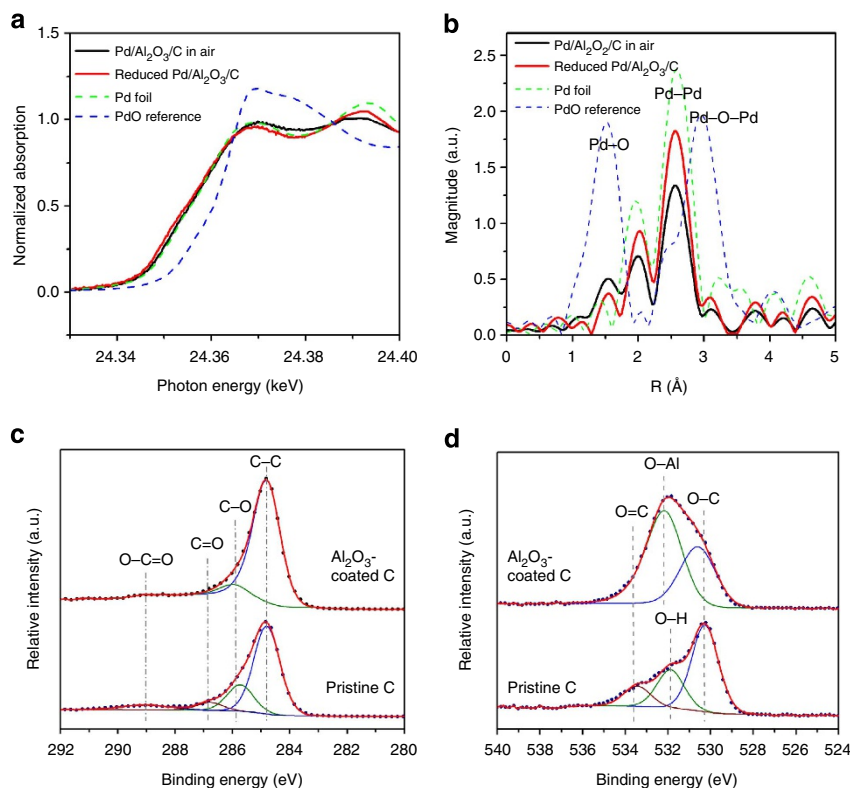 a
1.5
1.0
0.5
0.0
Normalized absorption
Pd/Al₂O₃/C in air
Reduced Pd/Al₂O₃/C
Pd foil
PdO reference
24.34
24.36
24.38
24.40
Photon energy (keV)
b
2.5
2.0
1.5
1.0
0.5
0.0
Magnitude (a.u.)
Pd/Al₂O₂/C in air
Reduced Pd/Al₂O₃/C
Pd foil
PdO reference
Pd–Pd
Pd–O–Pd
Pd–O
0
1
2
3
4
5
R (Å)
c
Relative intensity (a.u.)
C–C
C–O
C=O
O–C=O
Al₂O₃-
coated C
Pristine C
292
290
288
286
284
282
280
Binding energy (eV)
d
Relative intensity (a.u.)
O–Al
O–C
O=C
Al₂O₃-
coated C
O–H
Pristine C
540
538
536
534
532
530
528
526
524
Binding energy (eV)